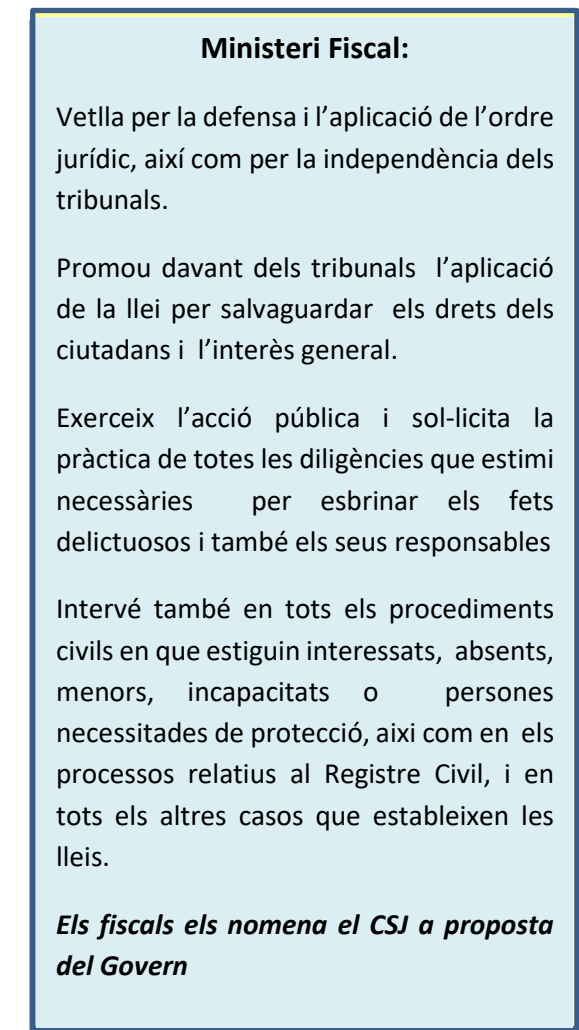 Ministeri Fiscal:
Vetlla per la defensa i l’aplicació de l’ordre
jurídic, així com per la independència dels
tribunals.
Promou davant dels tribunals l’aplicació
de la llei per salvaguardar els drets dels
ciutadans i l’interès general.
Exerceix l’acció pública i sol-licita la
pràctica de totes les diligències que estimi
necessàries per esbrinar els fets
delictuosos i també els seus responsables
Intervé també en tots els procediments
civils en que estiguin interessats, absents,
menors, incapacitats o persones
necessitades de protecció, aixi com en els
processos relatius al Registre Civil, i en
tots els altres casos que estableixen les
lleis.
Els fiscals els nomena el CSJ a proposta
del Govern